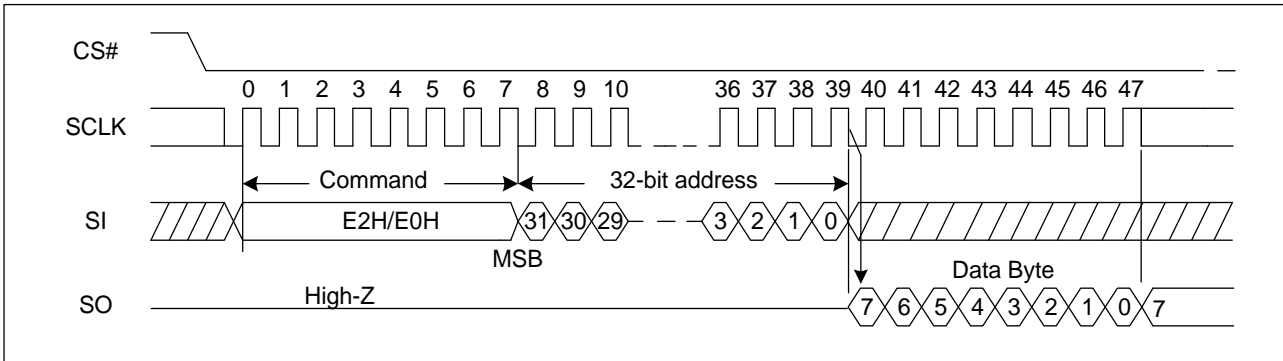 CS#
0 1 2 3 4 5 6 7 8 9 10 36 37 38 39 40 41 42 43 44 45 46 47
SCLK
Command 32-bit address
SI E2H/E0H 31 30 29 3 2 1 0
MSB
Data Byte
High-Z
SO 7 6 5 4 3 2 1 0 7